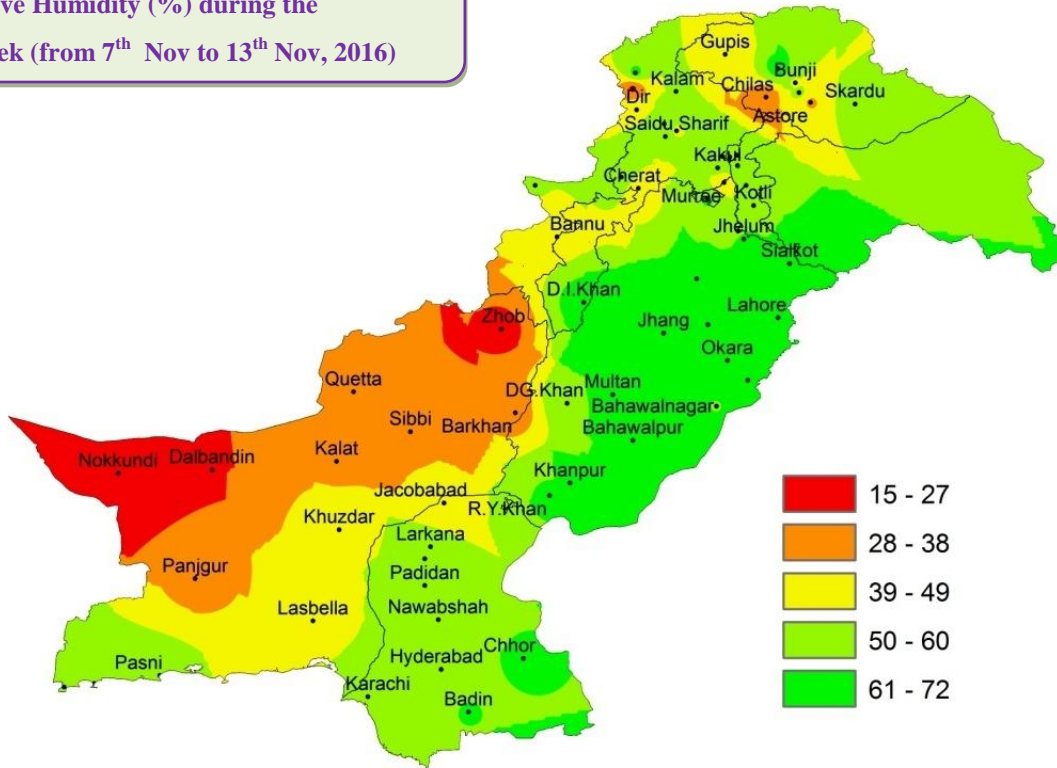 Humidity (%) during the
(from 7th Nov to 13th Nov, 2016)
Gupis
Bunji
Kalam
Chilas
Skardu
Dir
Astore
Saidu Sharif
Kakul
Cherat
Murree
Kotli
Bannu
Jhelum
Sialkot
D.I.Khan
Zhob
Lahore
Jhang
Okara
Quetta
DG.Khan
Multan
Bahawalnagar
Sibbi
Barkhan
Bahawalpur
Kalat
Nokkundi
Dalbandin
Khanpur
Jacobabad
R.Y.Khan
Khuzdar
Larkana
Panjgur
Padidan
Lasbella
Nawabshah
Chhor
Pasni
Hyderabad
Karachi
Badin
15 - 27
28 - 38
39 - 49
50 - 60
61 - 72